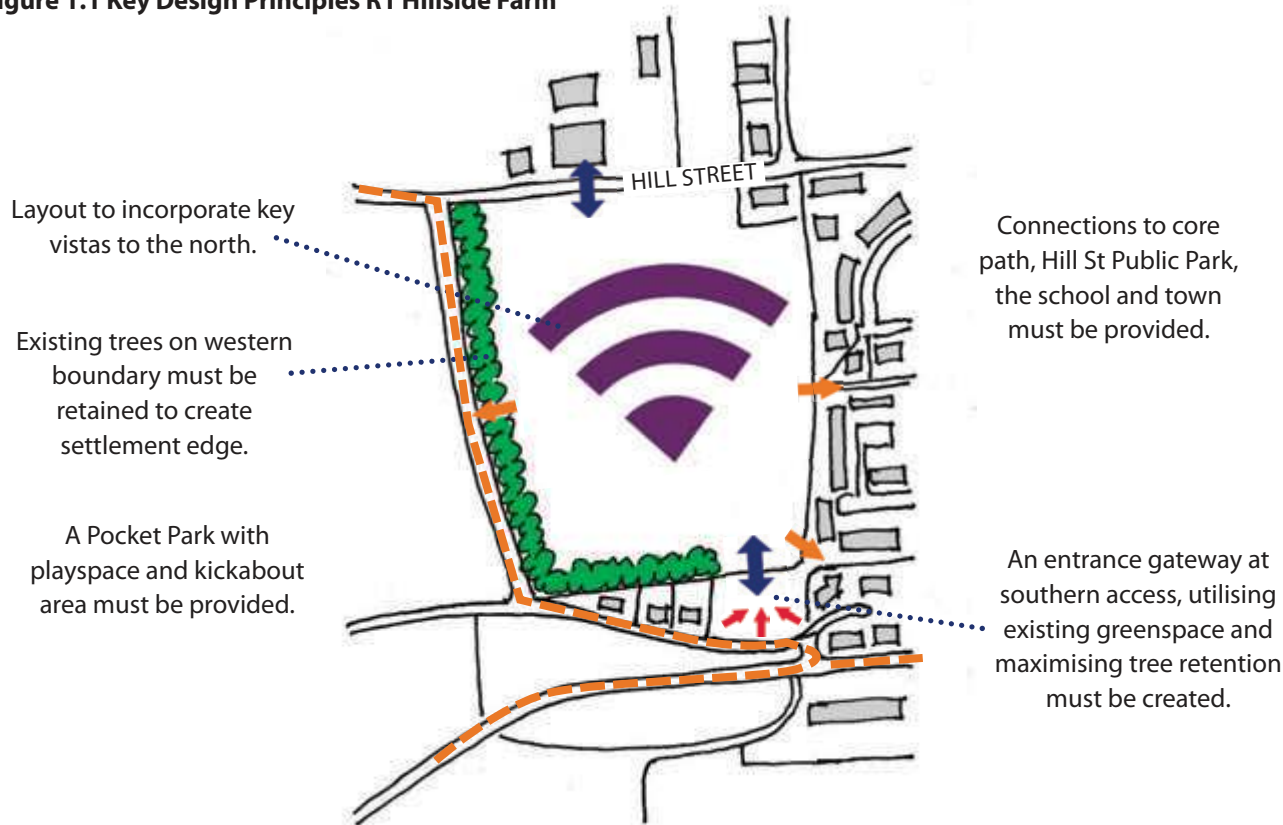 igure 1.1 Key Design Principles R1 Hillside Farm
HILL STREET
Layout to incorporate key
vistas to the north.
Existing trees on western
boundary must be
retained to create
settlement edge.
A Pocket Park with
playspace and kickabout
area must be provided.
Connections to core
path, Hill St Public Park,
the school and town
must be provided.
An entrance gateway at
southern access, utilising
existing greenspace and
maximising tree retention
must be created.